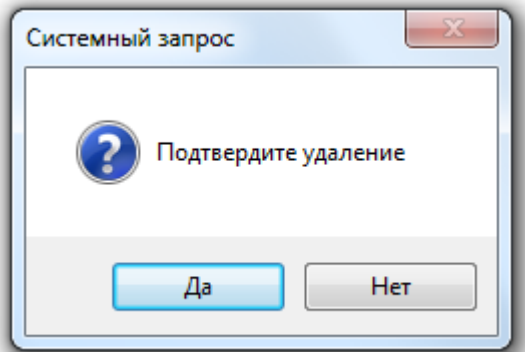 Системный запрос
Подтвердите удаление
Да
Нет